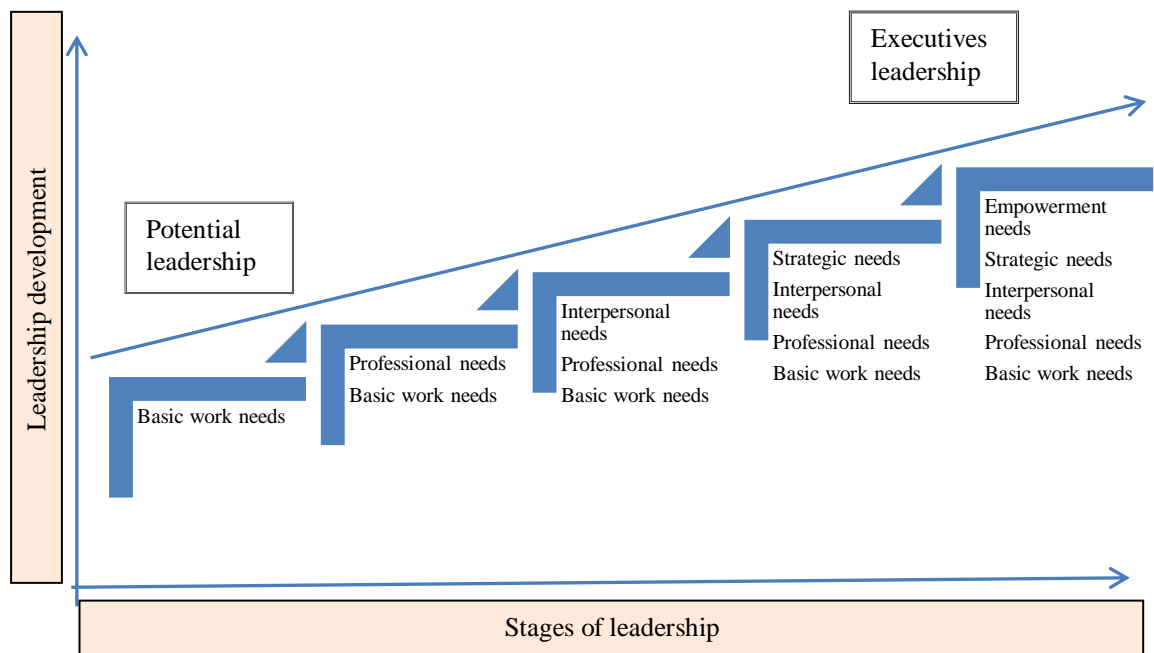 Executives
leadership
Potential
leadership
Leadership development
Basic work needs
Professional needs
Basic work needs
Interpersonal
needs
Professional needs
Basic work needs
Strategic needs
Interpersonal
needs
Professional needs
Basic work needs
Empowerment
needs
Strategic needs
Interpersonal
needs
Professional needs
Basic work needs
Stages of leadership